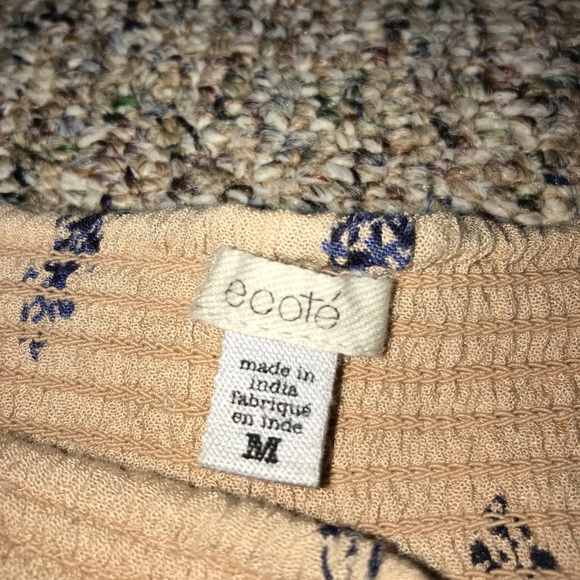 ecoté
made in
india
fabriqué
en inde
M